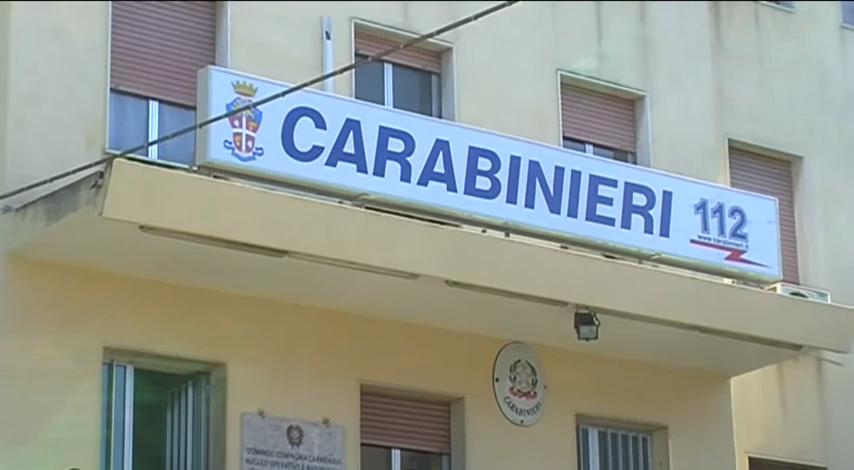 CARABINIERI
112
www.carabinieri.it
CARABINIERI
COMANDO COMPAGNIA CARABINIERI
NUCLEO OPERATIVO E